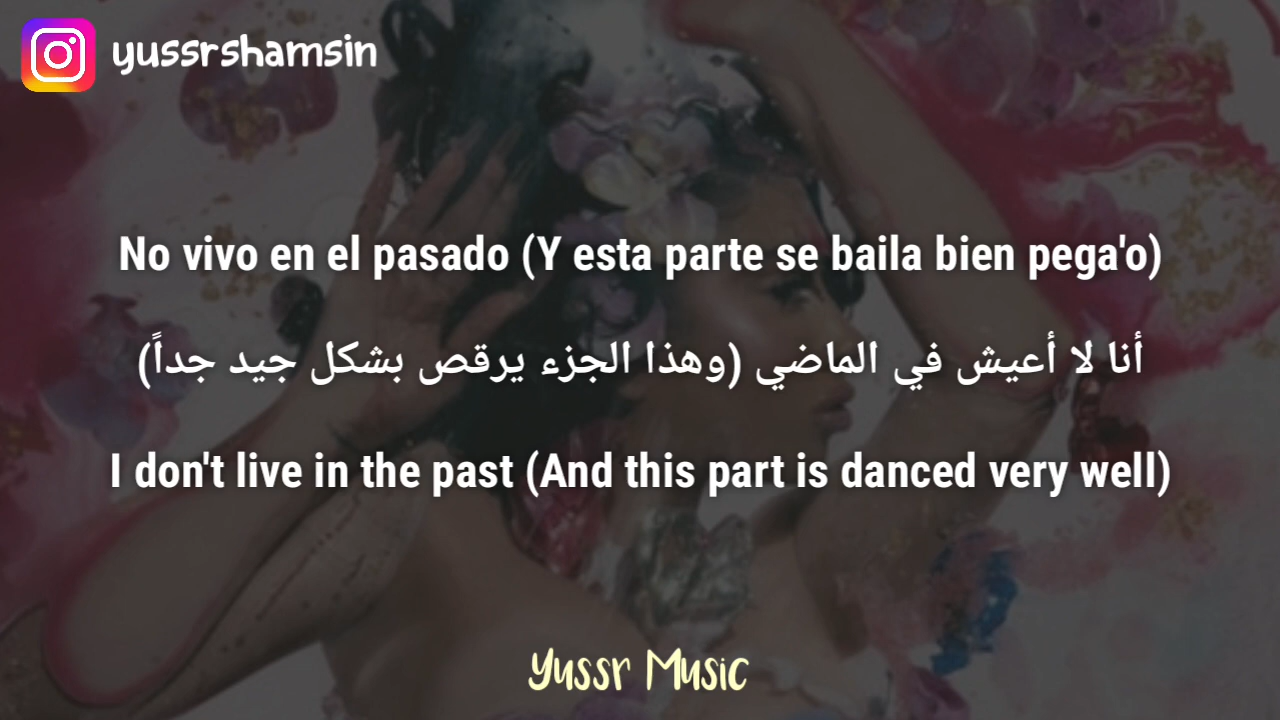 yussrshamsin
No vivo en el pasado (Y esta parte se baila bien pega'o)
أنا لا أعيش في الماضي (وهذا الجزء يرقص بشكل جيد جداً)
I don't live in the past (And this part is danced very well)
Yussr Music